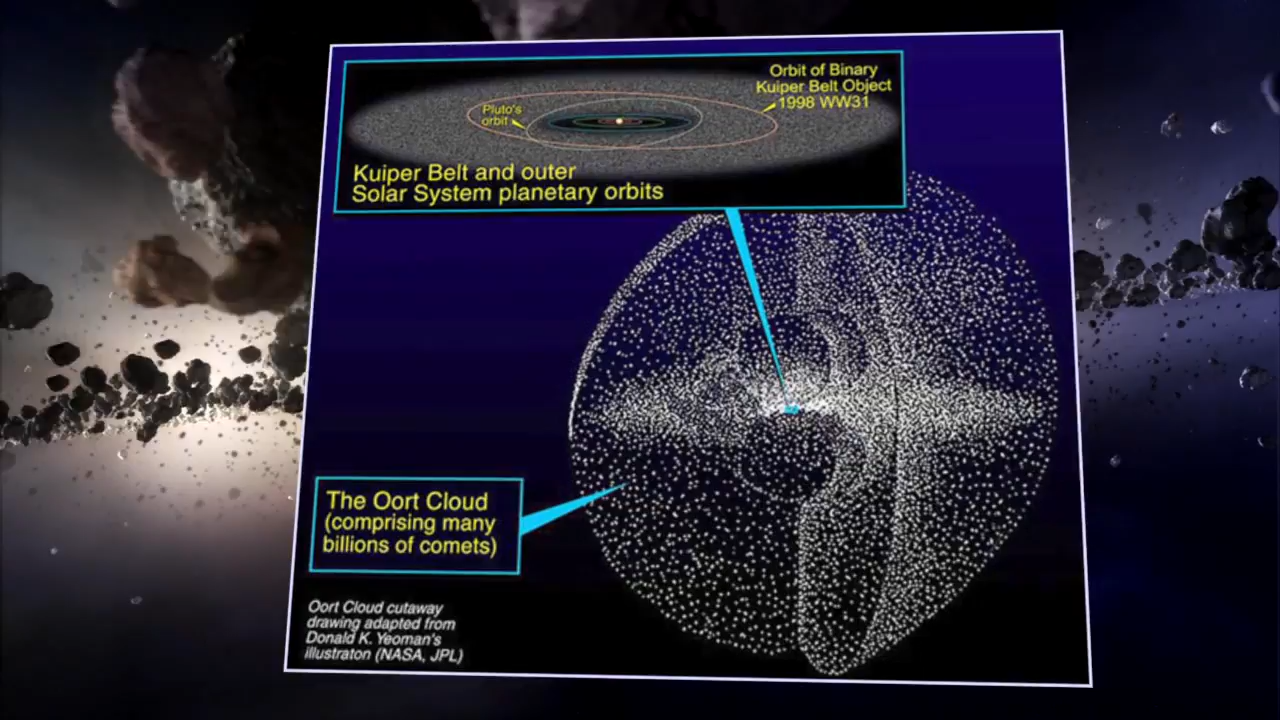 Orbit of Binary
Kuiper Belt Object
1998 WW31
Pluto's
orbit
Kuiper Belt and outer
Solar System planetary orbits
The Oort Cloud
(comprising many
billions of comets)
Oort Cloud cutaway
drawing adapted from
Donald K. Yeoman's
illustraton (NASA, JPL)